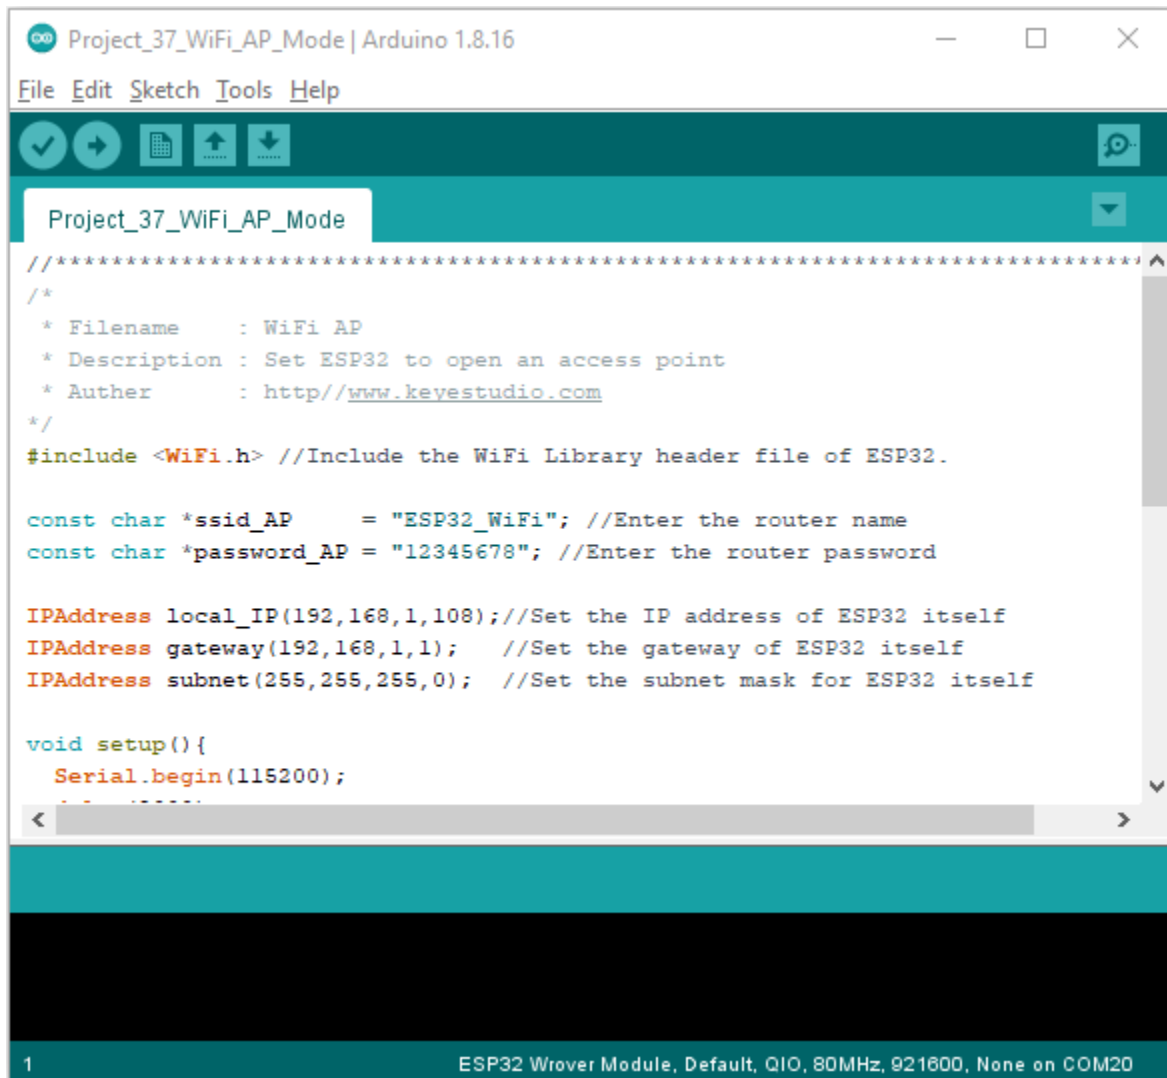 Project_37_WiFi_AP_Mode | Arduino 1.8.16
File Edit Sketch Tools Help
Project_37_WiFi_AP_Mode
//*******************************************************************************
/*
 * Filename    : WiFi AP
 * Description : Set ESP32 to open an access point
 * Auther      : http//www.keyestudio.com
*/
#include <WiFi.h> //Include the WiFi Library header file of ESP32.
const char *ssid_AP     = "ESP32_WiFi"; //Enter the router name
const char *password_AP = "12345678"; //Enter the router password
IPAddress local_IP(192,168,1,108);//Set the IP address of ESP32 itself
IPAddress gateway(192,168,1,1);   //Set the gateway of ESP32 itself
IPAddress subnet(255,255,255,0);  //Set the subnet mask for ESP32 itself
void setup(){
  Serial.begin(115200);
1 ESP32 Wrover Module, Default, QIO, 80MHz, 921600, None on COM20